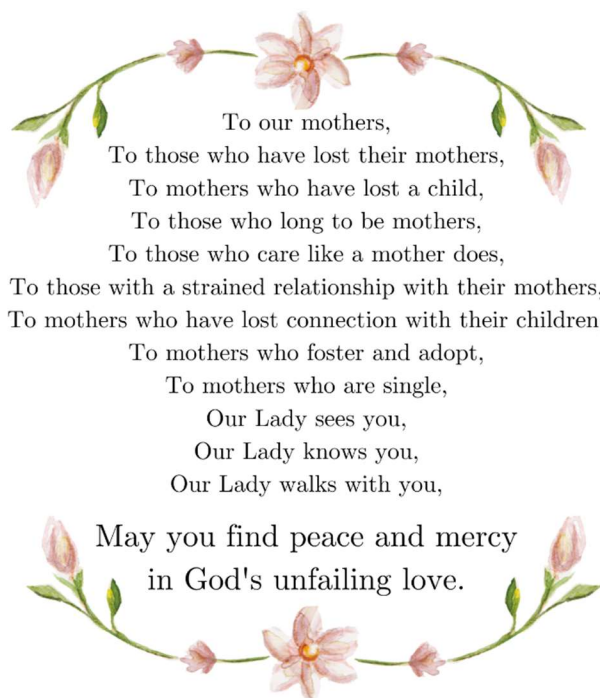 To our mothers,
To those who have lost their mothers,
To mothers who have lost a child,
To those who long to be mothers,
To those who care like a mother does,
To those with a strained relationship with their mothers,
To mothers who have lost connection with their children
To mothers who foster and adopt,
To mothers who are single,
Our Lady sees you,
Our Lady knows you,
Our Lady walks with you,
May you find peace and mercy
in God's unfailing love.